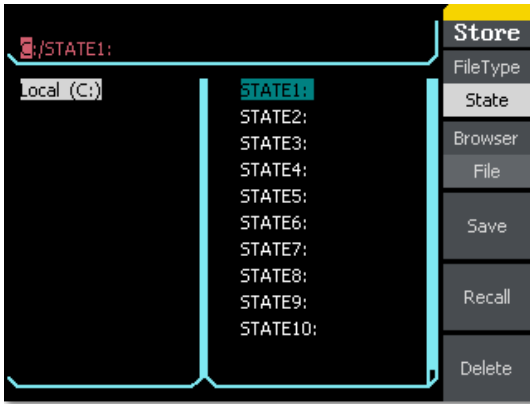 C:/STATE1:
Local (C:)
STATE1:
STATE2:
STATE3:
STATE4:
STATE5:
STATE6:
STATE7:
STATE8:
STATE9:
STATE10:
Store
FileType
State
Browser
File
Save
Recall
Delete